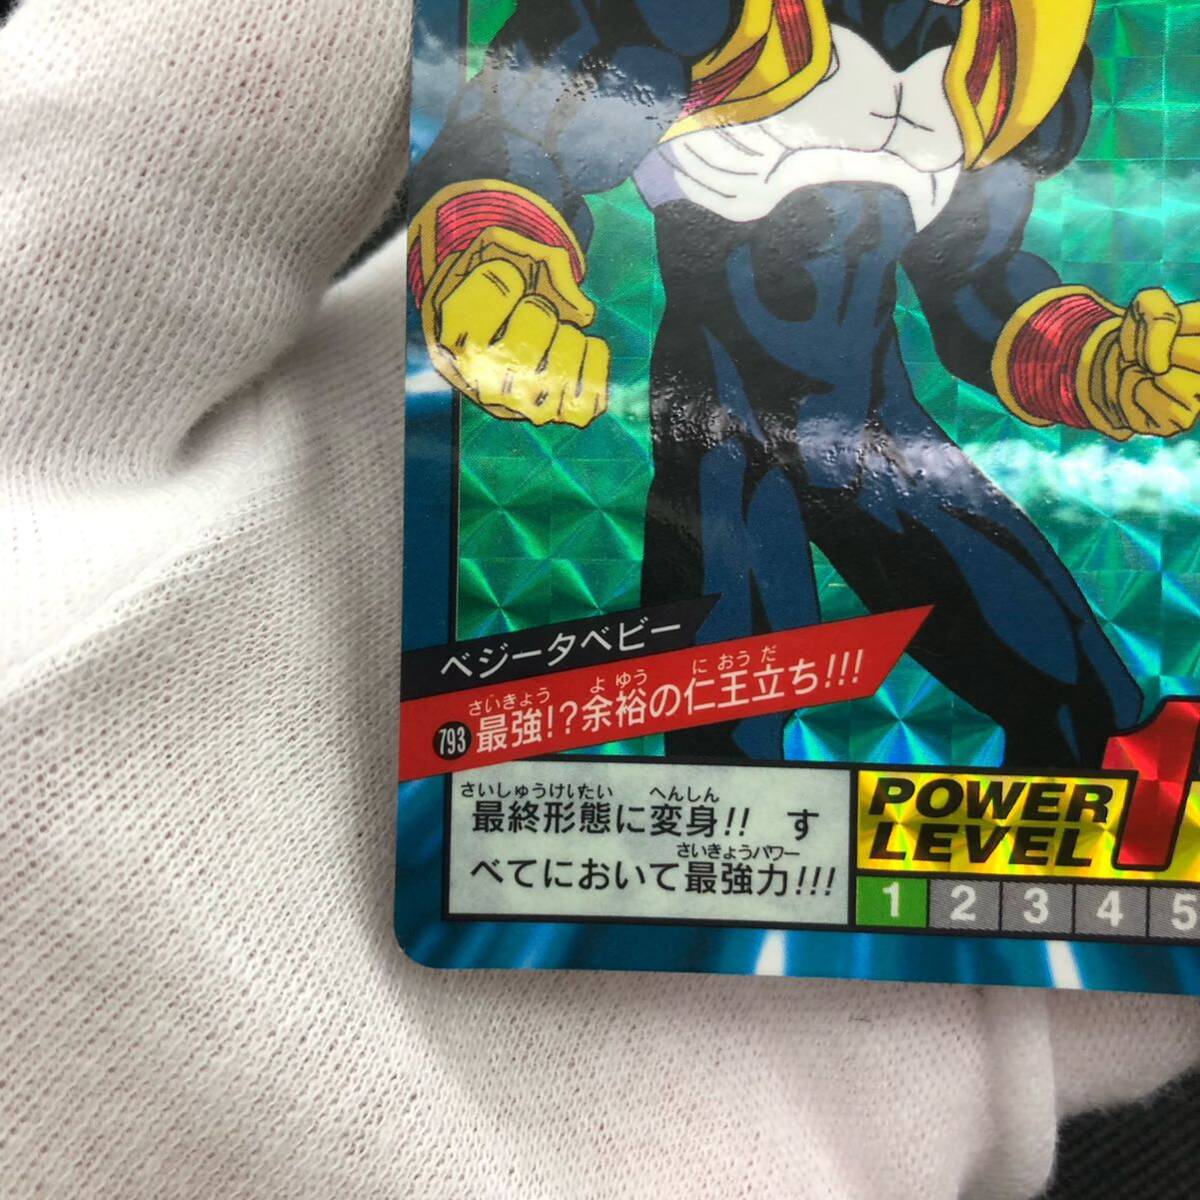 ベジータベビー
さいきょう よゆう におうだ
793 最強!?余裕の仁王立ち!!!
さいしゅうけいたい へんしん
最終形態に変身!! す
さいきょうパワー
べてにおいて最強力!!!
POWER
LEVEL 1
1 2 3 4 5